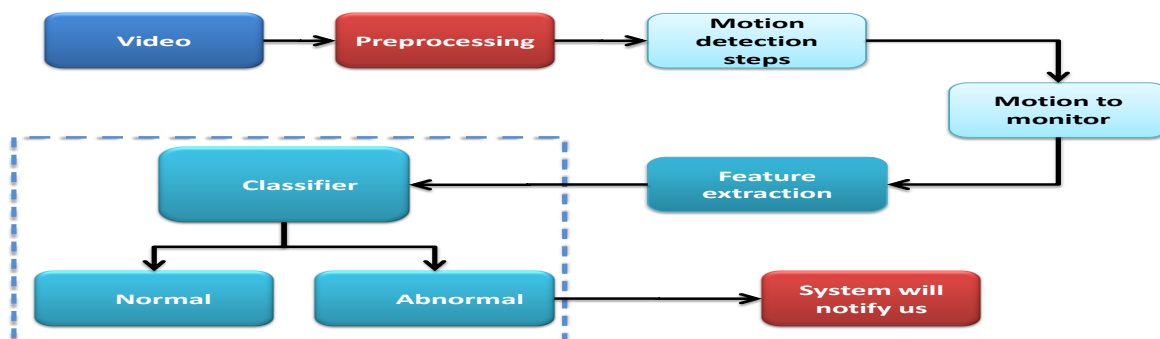 Video
Preprocessing
Motion
detection
steps
Motion to
monitor
Feature
extraction
Classifier
Normal
Abnormal
System will
notify us